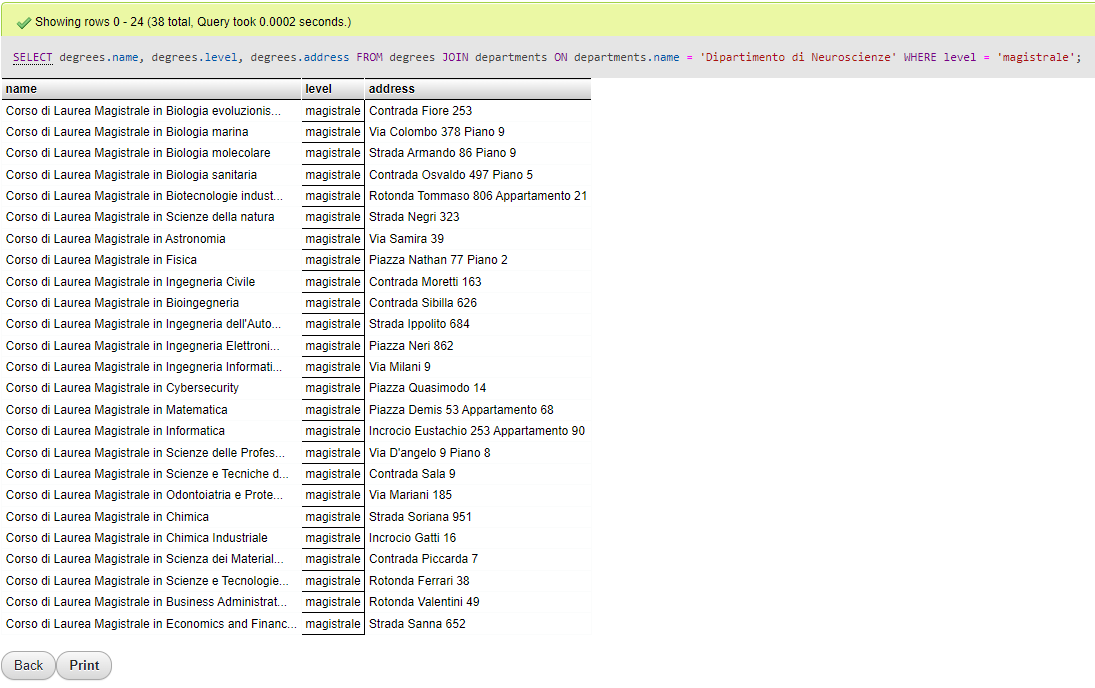 Showing rows 0 - 24 (38 total, Query took 0.0002 seconds.)
SELECT degrees.name, degrees.level, degrees.address FROM degrees JOIN departments ON departments.name = 'Dipartimento di Neuroscienze' WHERE level = 'magistrale';
name level address
Corso di Laurea Magistrale in Biologia evoluzionis... magistrale Contrada Fiore 253
Corso di Laurea Magistrale in Biologia marina magistrale Via Colombo 378 Piano 9
Corso di Laurea Magistrale in Biologia molecolare magistrale Strada Armando 86 Piano 9
Corso di Laurea Magistrale in Biologia sanitaria magistrale Contrada Osvaldo 497 Piano 5
Corso di Laurea Magistrale in Biotecnologie indust... magistrale Rotonda Tommaso 806 Appartamento 21
Corso di Laurea Magistrale in Scienze della natura magistrale Strada Negri 323
Corso di Laurea Magistrale in Astronomia magistrale Via Samira 39
Corso di Laurea Magistrale in Fisica magistrale Piazza Nathan 77 Piano 2
Corso di Laurea Magistrale in Ingegneria Civile magistrale Contrada Moretti 163
Corso di Laurea Magistrale in Bioingegneria magistrale Contrada Sibilla 626
Corso di Laurea Magistrale in Ingegneria dell'Auto... magistrale Strada Ippolito 684
Corso di Laurea Magistrale in Ingegneria Elettroni... magistrale Piazza Neri 862
Corso di Laurea Magistrale in Ingegneria Informati... magistrale Via Milani 9
Corso di Laurea Magistrale in Cybersecurity magistrale Piazza Quasimodo 14
Corso di Laurea Magistrale in Matematica magistrale Piazza Demis 53 Appartamento 68
Corso di Laurea Magistrale in Informatica magistrale Incrocio Eustachio 253 Appartamento 90
Corso di Laurea Magistrale in Scienze delle Profes... magistrale Via D'angelo 9 Piano 8
Corso di Laurea Magistrale in Scienze e Tecniche d... magistrale Contrada Sala 9
Corso di Laurea Magistrale in Odontoiatria e Prote... magistrale Via Mariani 185
Corso di Laurea Magistrale in Chimica magistrale Strada Soriana 951
Corso di Laurea Magistrale in Chimica Industriale magistrale Incrocio Gatti 16
Corso di Laurea Magistrale in Scienza dei Material... magistrale Contrada Piccarda 7
Corso di Laurea Magistrale in Scienze e Tecnologie... magistrale Rotonda Ferrari 38
Corso di Laurea Magistrale in Business Administrat... magistrale Rotonda Valentini 49
Corso di Laurea Magistrale in Economics and Financ... magistrale Strada Sanna 652
Back Print